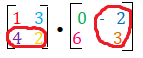 [1 3] • [0 - 2]
[4 2] [6 3]